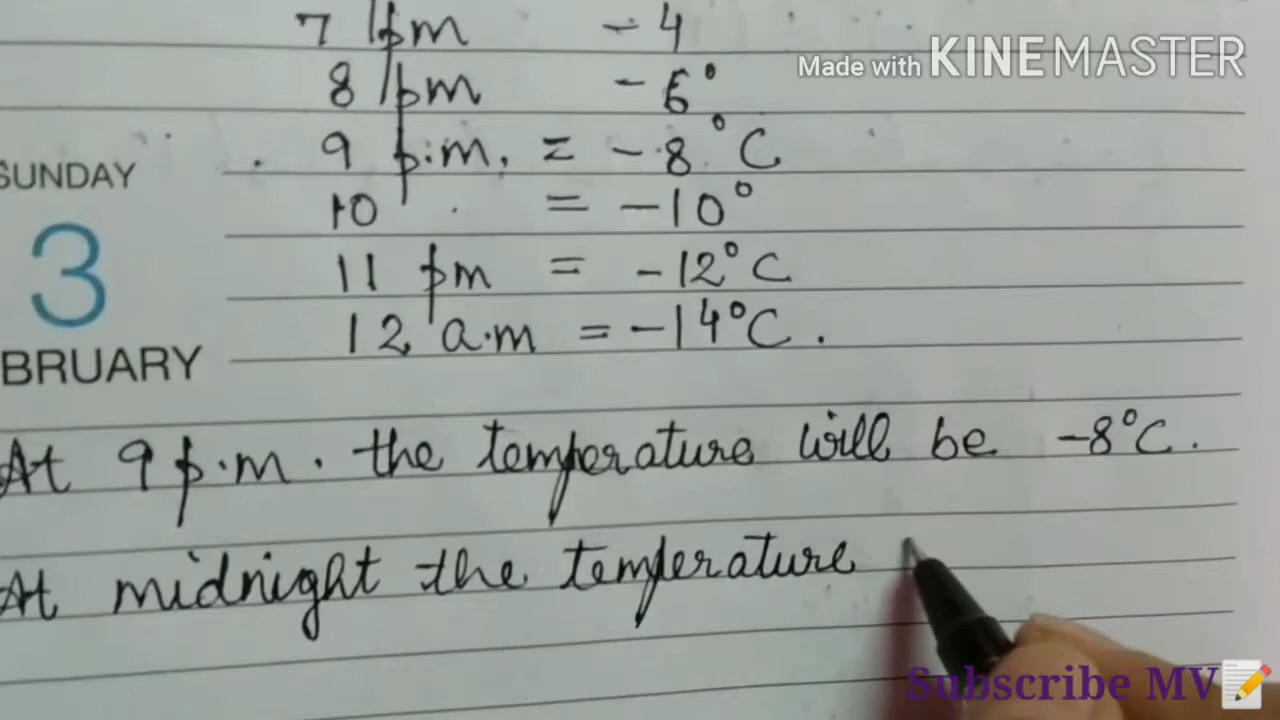 7 pm -4
8 pm -6°
9 p.m. = -8°C
10 = -10°
11 pm = -12°C
12 a.m = -14°C.
At 9 p.m. the temperature will be -8°C.
At midnight the temperature
SUNDAY
3
BRUARY
Made with KINEMASTER
Subscribe MV